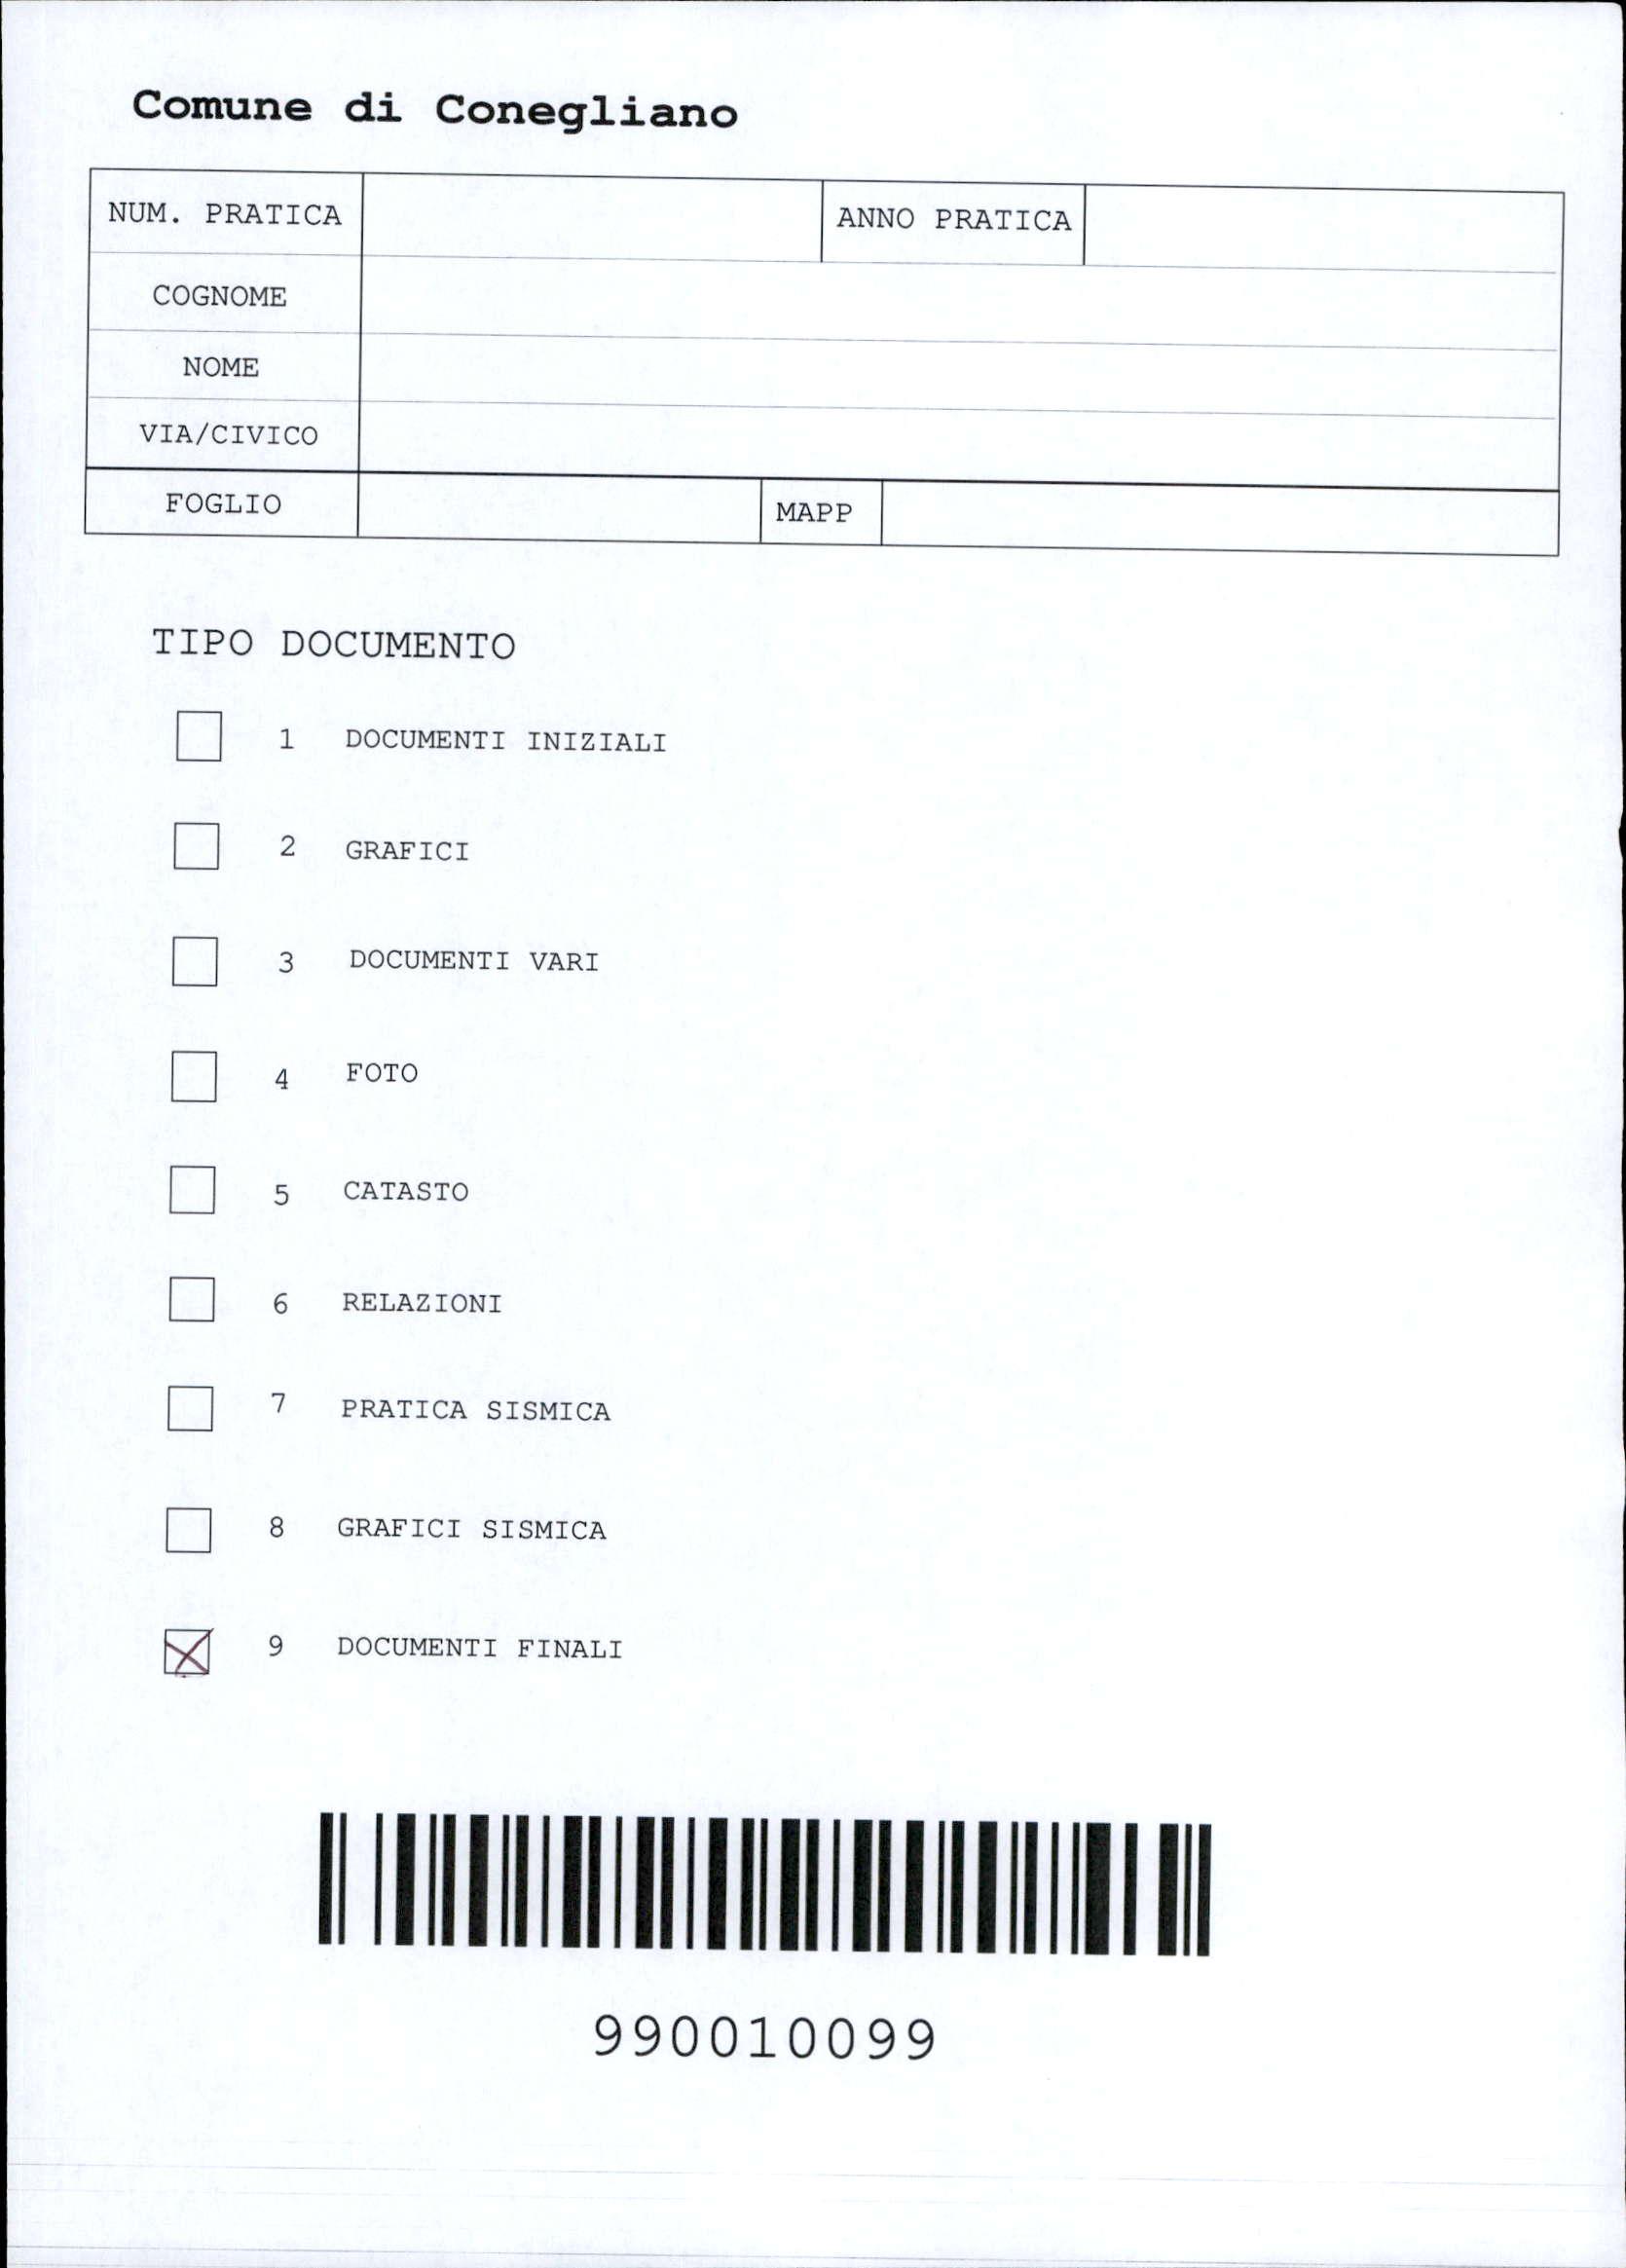 Comune di Conegliano
NUM. PRATICA ANNO PRATICA
COGNOME
NOME
VIA/CIVICO
FOGLIO MAPP
TIPO DOCUMENTO
1 DOCUMENTI INIZIALI
2 GRAFICI
3 DOCUMENTI VARI
4 FOTO
5 CATASTO
6 RELAZIONI
7 PRATICA SISMICA
8 GRAFICI SISMICA
9 DOCUMENTI FINALI
990010099